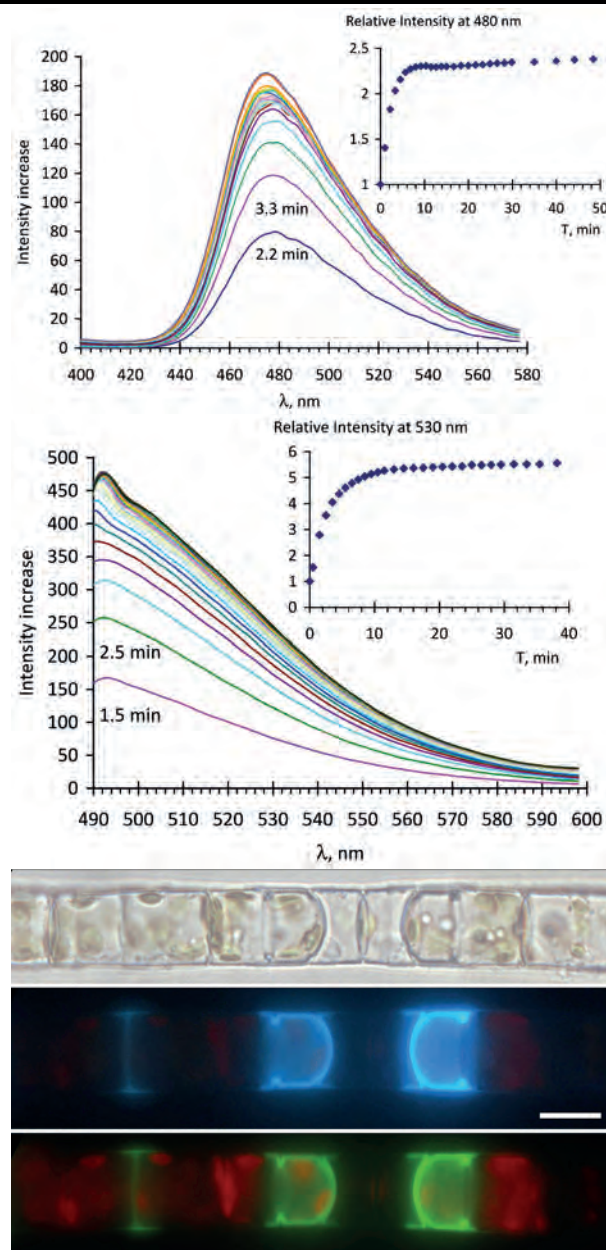 Relative Intensity at 480 nm
200
180
160
140
120
100
80
60
40
20
0
Intensity increase
3,3 min
2.2 min
400 420 440 460 480 500 520 540 560 580
λ, nm
2,5
2
1,5
1
0 10 20 30 40 50
T, min
Relative Intensity at 530 nm
500
450
400
350
300
250
200
150
100
50
0
Intensity increase
2.5 min
1.5 min
490 500 510 520 530 540 550 560 570 580 590 600
λ, nm
6
5
4
3
2
1
0
0 10 20 30 40
T, min